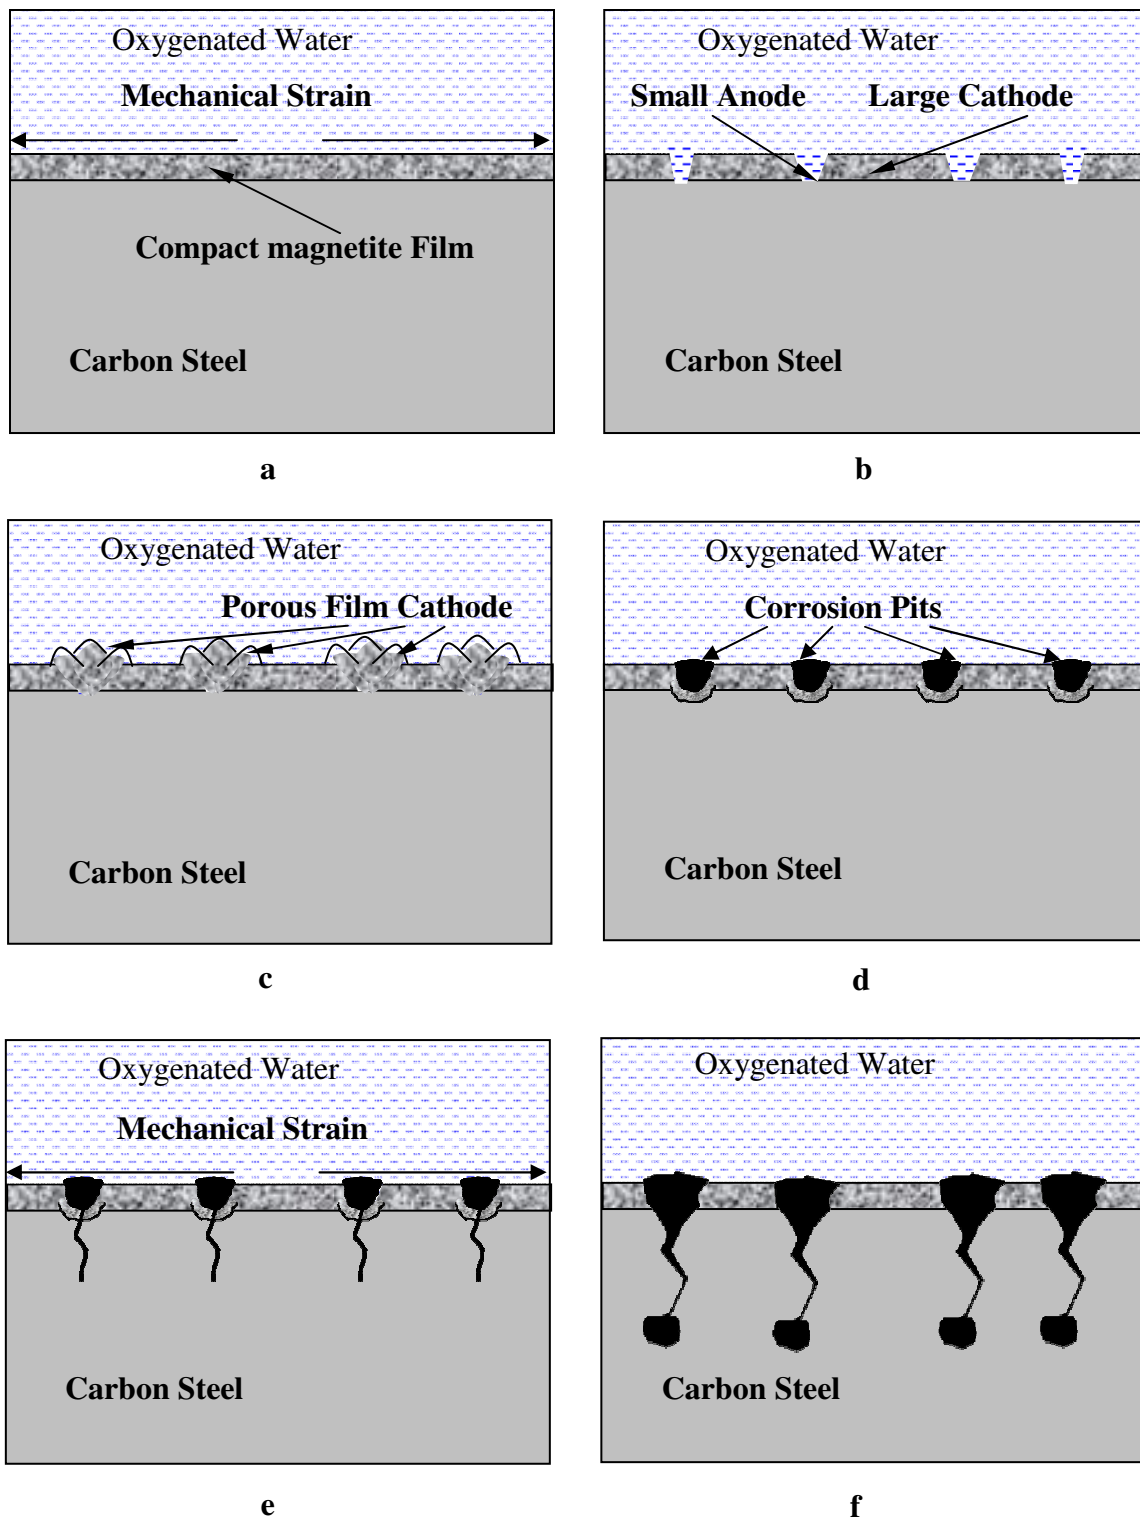 Oxygenated Water
Mechanical Strain
Compact magnetite Film
Carbon Steel
a
Oxygenated Water
Small Anode
Large Cathode
Carbon Steel
b
Oxygenated Water
Porous Film Cathode
Carbon Steel
c
Oxygenated Water
Corrosion Pits
Carbon Steel
d
Oxygenated Water
Mechanical Strain
Carbon Steel
e
Oxygenated Water
Carbon Steel
f